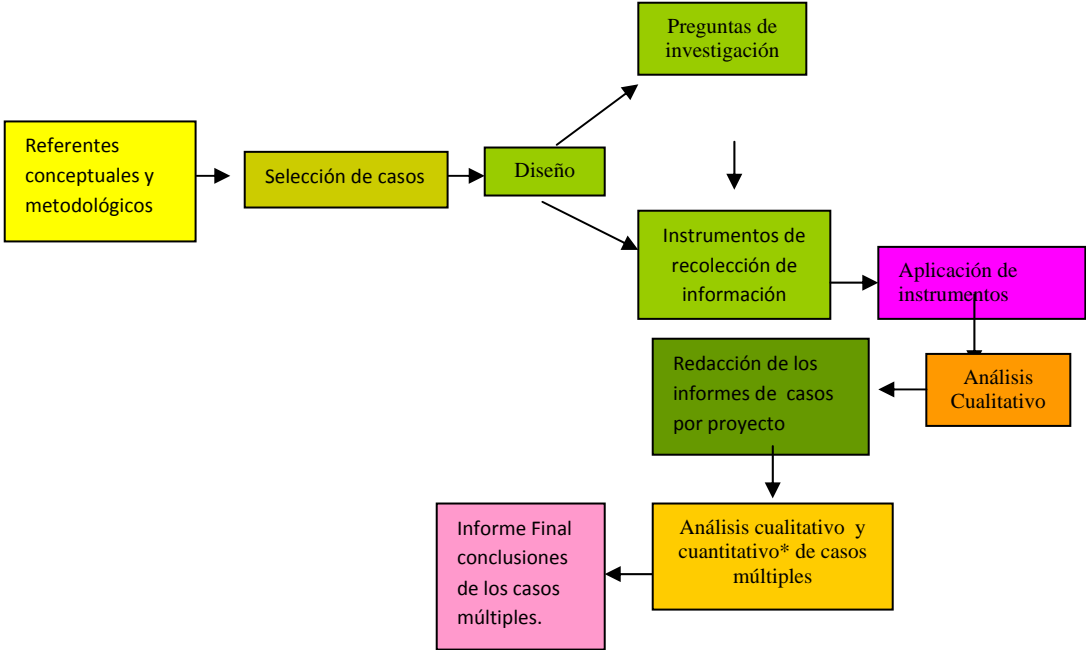 Preguntas de
investigación
Referentes
conceptuales y
metodológicos
Selección de casos
Diseño
Instrumentos de
recolección de
información
Aplicación de
instrumentos
Redacción de los
informes de casos
por proyecto
Análisis
Cualitativo
Informe Final
conclusiones
de los casos
múltiples.
Análisis cualitativo y
cuantitativo* de casos
múltiples